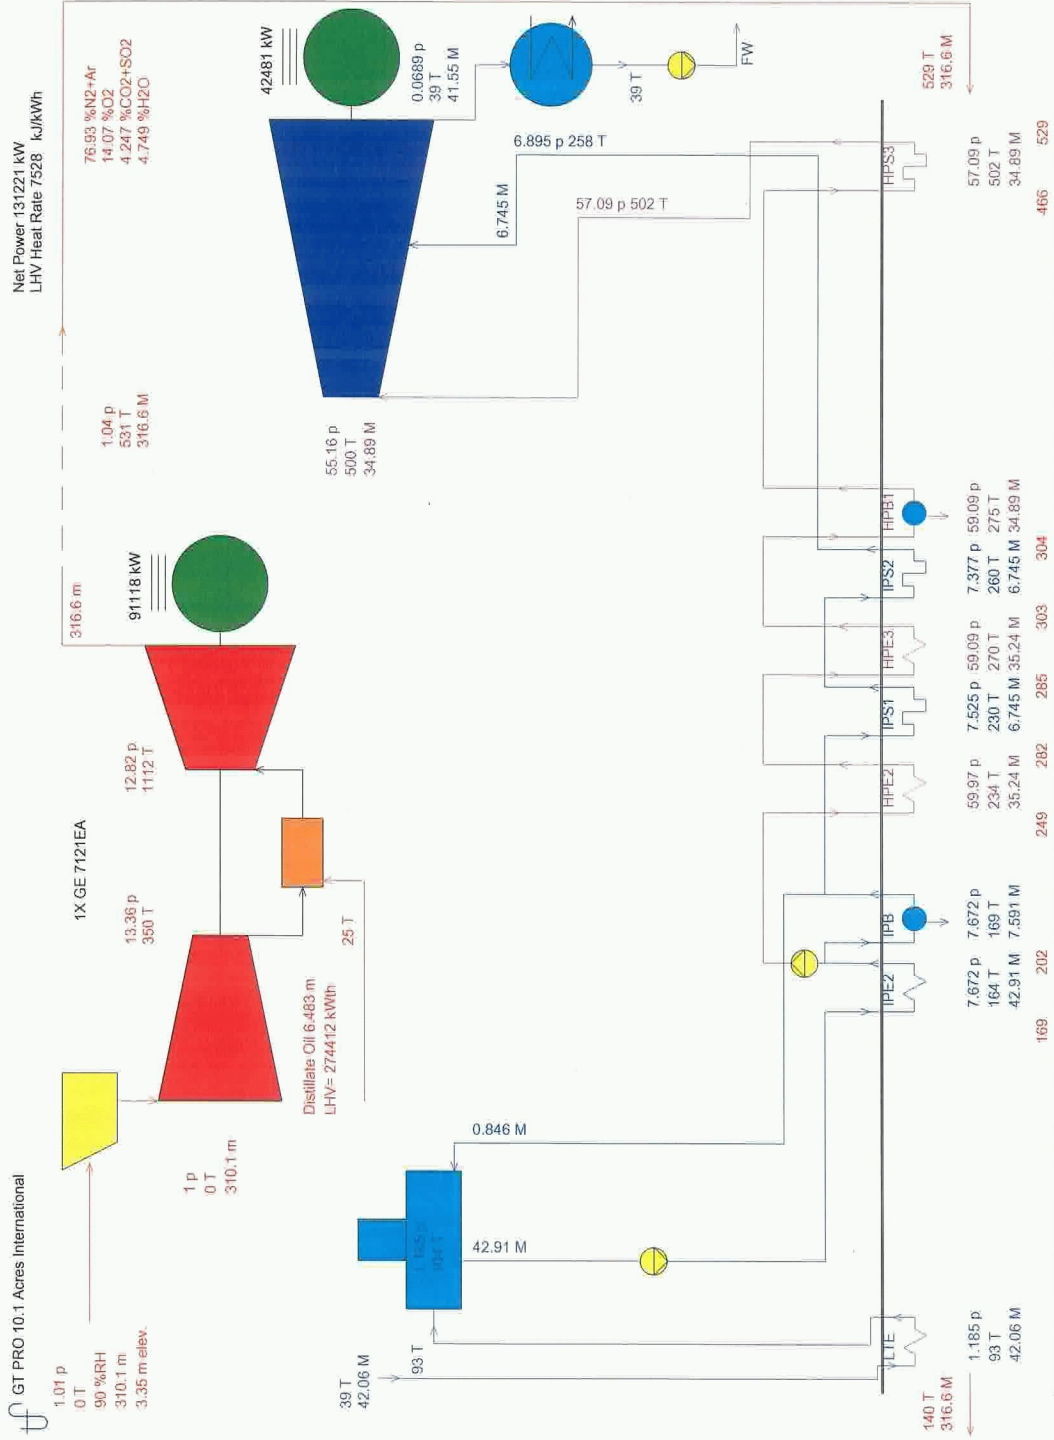 GT PRO 10.1 Acres International
1.01 p
0 T
90 %RH
310.1 m
3.35 m elev.
1X GE 7121EA
Net Power 131221 kW
LHV Heat Rate 7528 kJ/kWh
1 p
0 T
310.1 m
13.36 p
350 T
12.82 p
1112 T
316.6 m
91118 kW
1.04 p
531 T
316.6 M
76.93 %N2+Ar
14.07 %O2
4.247 %CO2+SO2
4.749 %H2O
Distillate Oil 6.483 m
LHV= 274412 kWth
25 T
55.16 p
500 T
34.89 M
42481 kW
0.0689 p
39 T
41.55 M
39 T
FW
6.895 p 258 T
6.745 M
57.09 p 502 T
39 T
42.06 M
93 T
42.91 M
0.846 M
LTE
IPE2
IPB
HPE2
IPS1
HPE3
IPS2
HPB1
HPS3
140 T
316.6 M
529 T
316.6 M
1.185 p
93 T
42.06 M
7.672 p
164 T
42.91 M
7.672 p
169 T
7.591 M
59.97 p
234 T
35.24 M
7.525 p
230 T
6.745 M
59.09 p
270 T
35.24 M
7.377 p
260 T
6.745 M
59.09 p
275 T
34.89 M
57.09 p
502 T
34.89 M
169
202
249
282
285
303
304
466
529